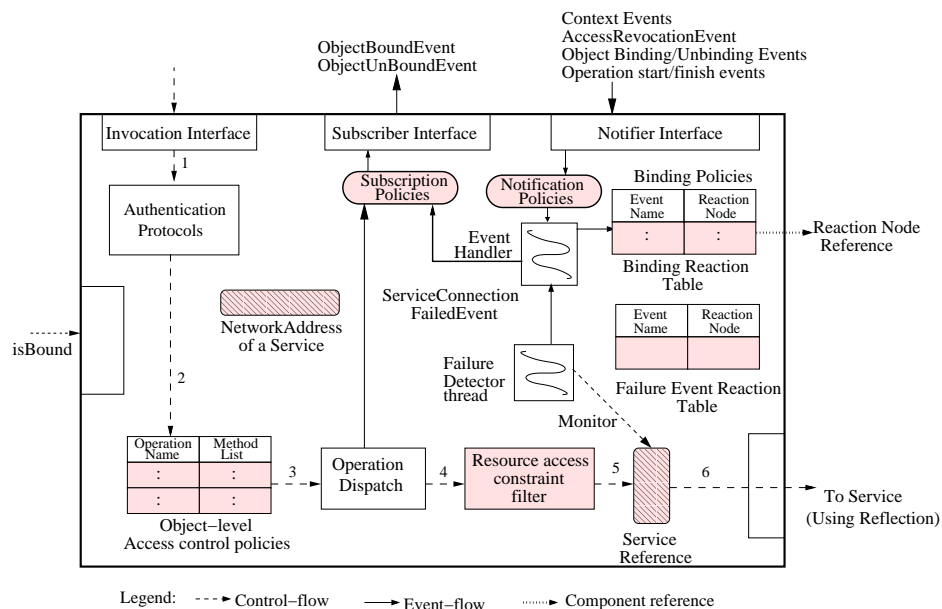 Context Events
AccessRevocationEvent
Object Binding/Unbinding Events
Operation start/finish events
ObjectBoundEvent
ObjectUnBoundEvent
Invocation Interface
Subscriber Interface
Notifier Interface
1
Authentication
Protocols
Subscription
Policies
Notification
Policies
Binding Policies
Event
Name
Reaction
Node
:
:
Binding Reaction
Table
Reaction Node
Reference
Event
Handler
ServiceConnection
FailedEvent
NetworkAddress
of a Service
isBound
2
Event
Name
Reaction
Node
Failure Event Reaction
Table
Failure
Detector
thread
Monitor
Operation
Name
Method
List
:
:
:
:
Object−level
Access control policies
3
Operation
Dispatch
4
Resource access
constraint
filter
5
Service
Reference
6
To Service
(Using Reflection)
Legend:
Control−flow
Event−flow
Component reference